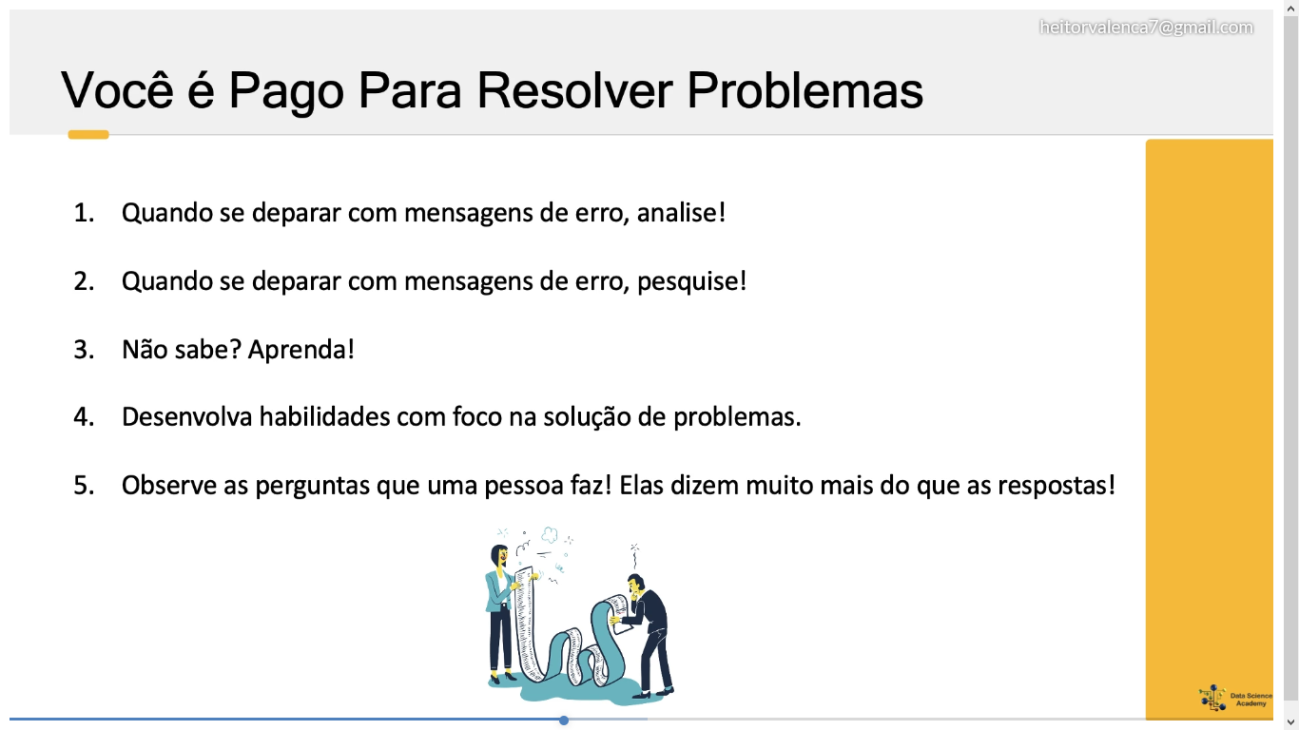 heitorvalenca7@gmail.com
Você é Pago Para Resolver Problemas
1. Quando se deparar com mensagens de erro, analise!
2. Quando se deparar com mensagens de erro, pesquise!
3. Não sabe? Aprenda!
4. Desenvolva habilidades com foco na solução de problemas.
5. Observe as perguntas que uma pessoa faz! Elas dizem muito mais do que as respostas!
Data Science
Academy